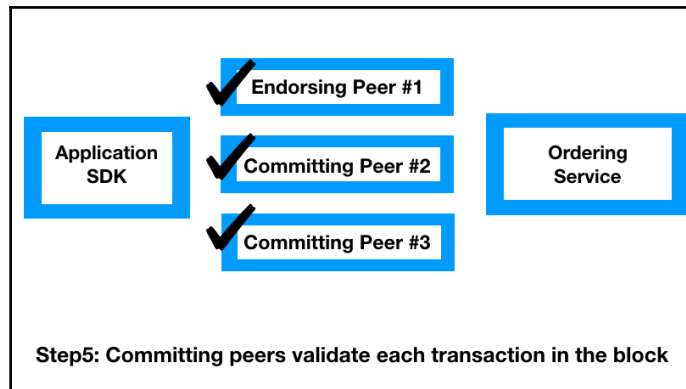 Endorsing Peer #1
Application
SDK
Committing Peer #2
Ordering
Service
Committing Peer #3
Step5: Committing peers validate each transaction in the block